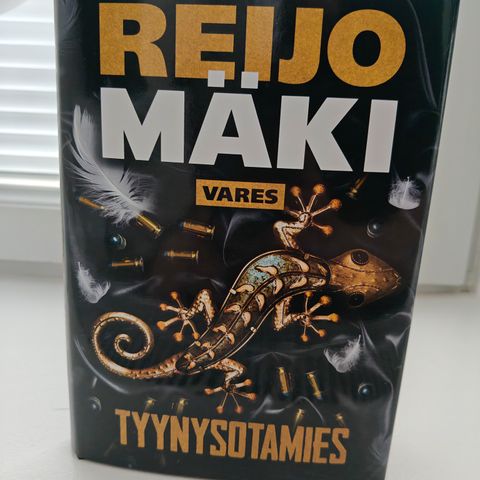 REIJO
MÄKI
VARES
TYYNYSOTAMIES